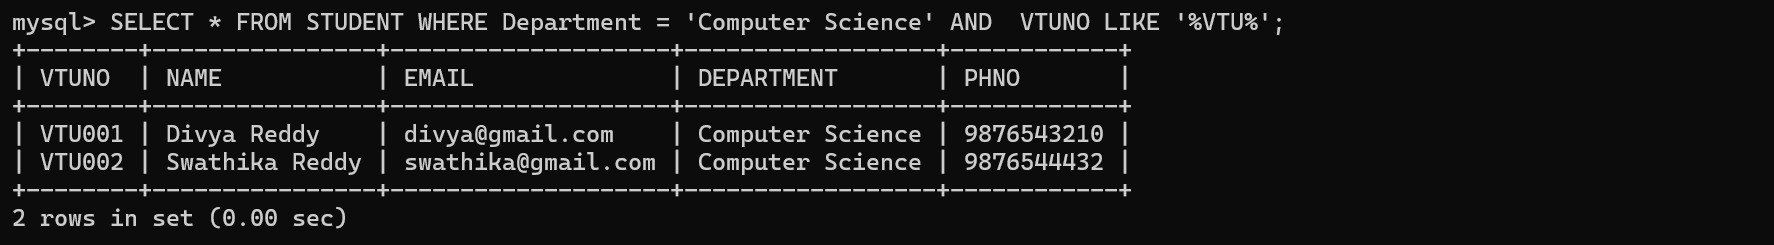 mysql> SELECT * FROM STUDENT WHERE Department = 'Computer Science' AND  VTUNO LIKE '%VTU%';
+--------+----------------+--------------------+------------------+------------+
| VTUNO  | NAME           | EMAIL              | DEPARTMENT       | PHNO       |
+--------+----------------+--------------------+------------------+------------+
| VTU001 | Divya Reddy    | divya@gmail.com    | Computer Science | 9876543210 |
| VTU002 | Swathika Reddy | swathika@gmail.com | Computer Science | 9876544432 |
+--------+----------------+--------------------+------------------+------------+
2 rows in set (0.00 sec)